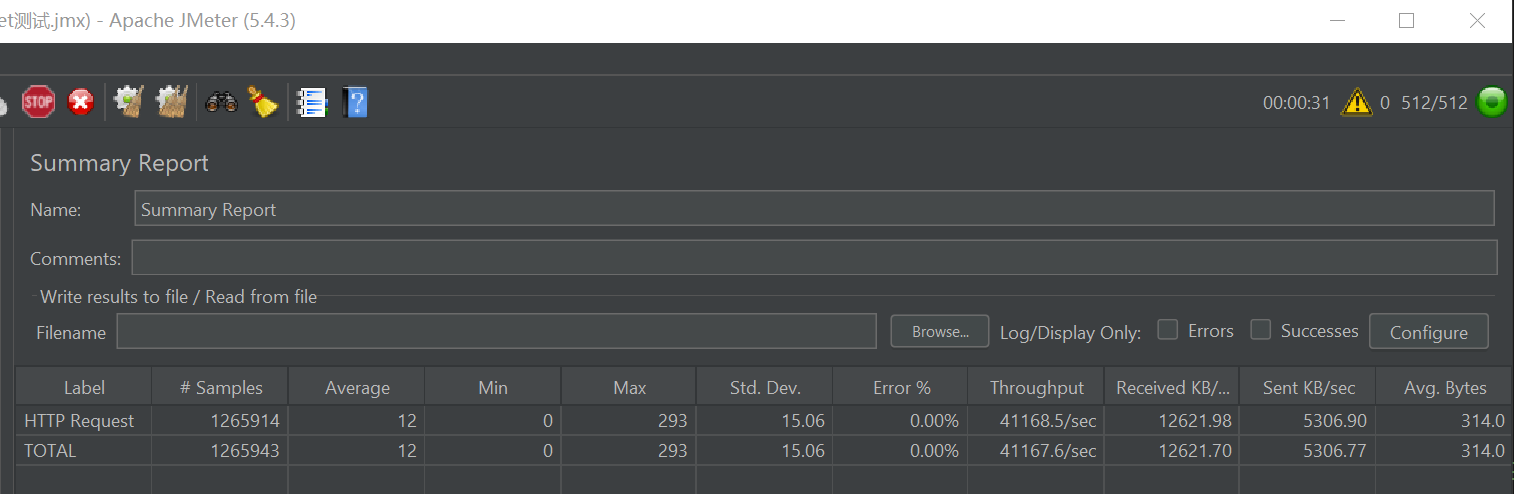 et测试.jmx) - Apache JMeter (5.4.3)
STOP
00:00:31 0 512/512
Summary Report
Name: Summary Report
Comments:
Write results to file / Read from file
Filename Browse... Log/Display Only: Errors Successes Configure
Label # Samples Average Min Max Std. Dev. Error % Throughput Received KB/... Sent KB/sec Avg. Bytes
HTTP Request 1265914 12 0 293 15.06 0.00% 41168.5/sec 12621.98 5306.90 314.0
TOTAL 1265943 12 0 293 15.06 0.00% 41167.6/sec 12621.70 5306.77 314.0